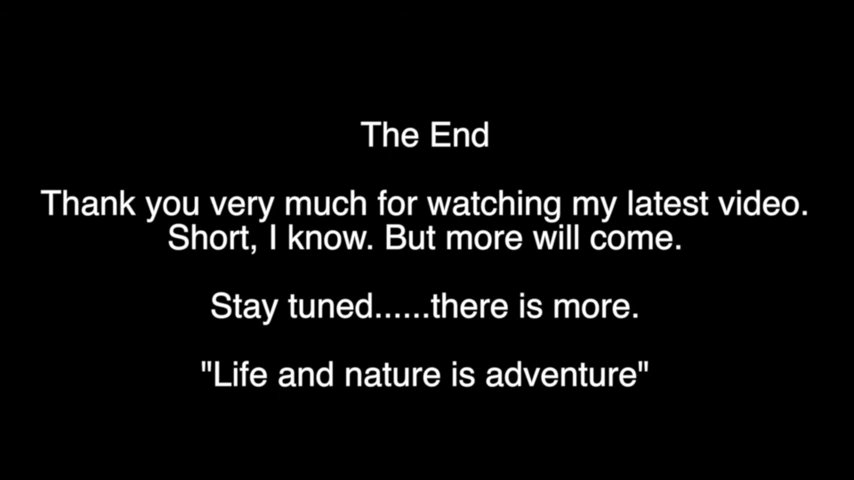 The End
Thank you very much for watching my latest video.
Short, I know. But more will come.
Stay tuned......there is more.
"Life and nature is adventure"